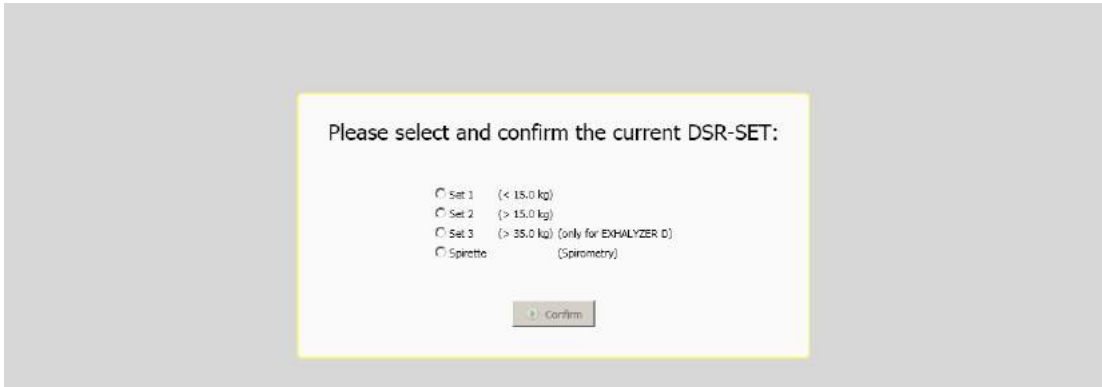 Please select and confirm the current DSR-SET:
Set 1 (< 15.0 kg)
Set 2 (> 15.0 kg)
Set 3 (> 35.0 kg) (only for EXHALYZER D)
Spirette (Spirometry)
Confirm